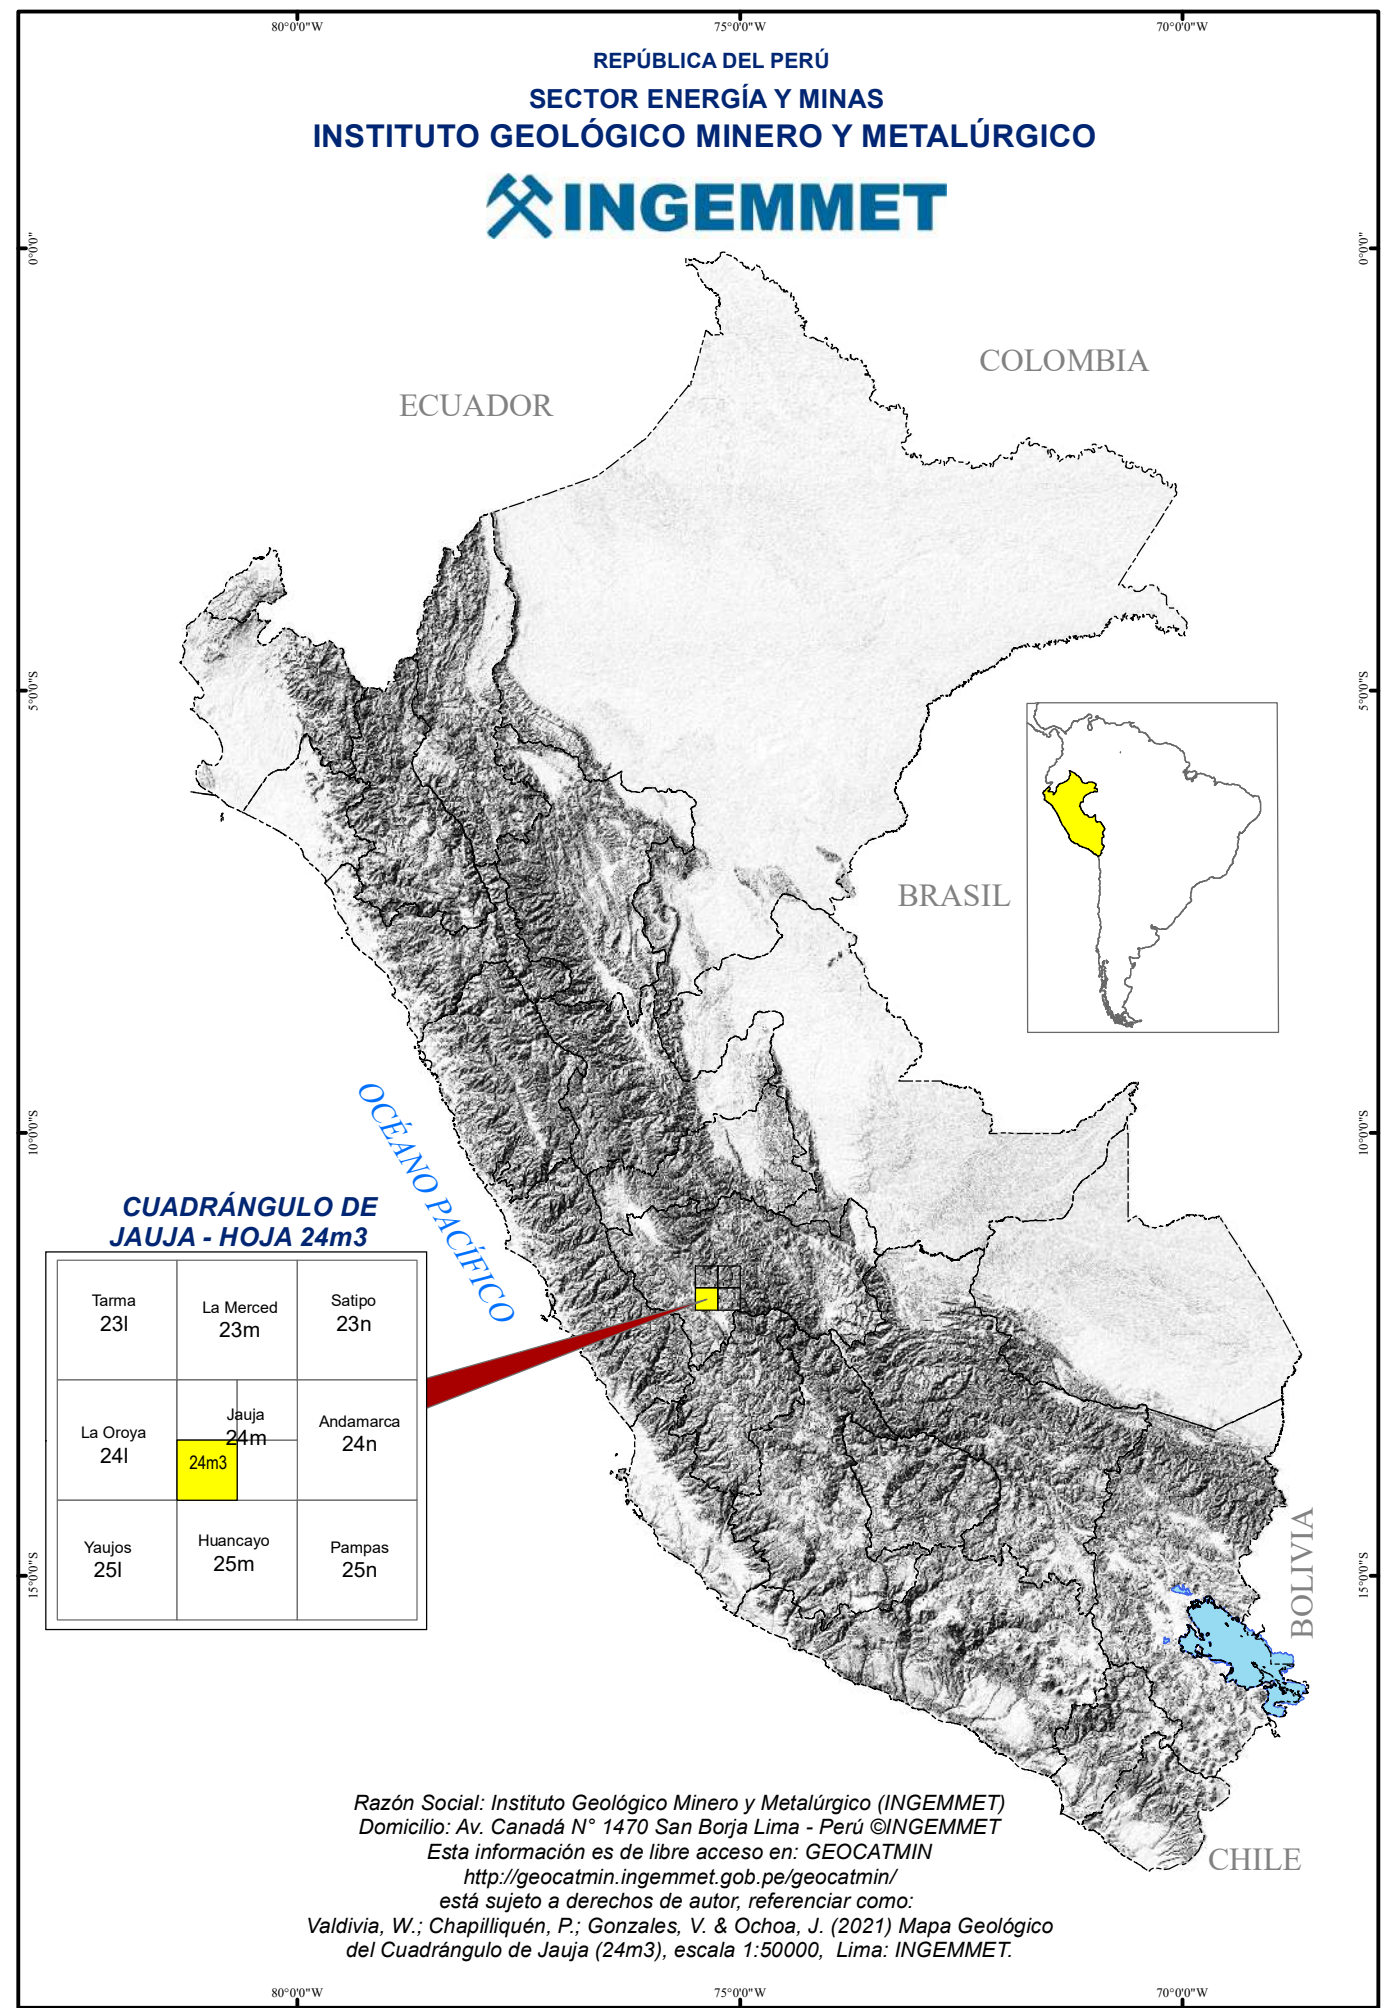 80°0'0"W
75°0'0"W
70°0'0"W
REPÚBLICA DEL PERÚ
SECTOR ENERGÍA Y MINAS
INSTITUTO GEOLÓGICO MINERO Y METALÚRGICO
INGEMMET
0°0'0"
0°0'0"
COLOMBIA
ECUADOR
5°0'0"S
5°0'0"S
BRASIL
OCÉANO PACÍFICO
10°0'0"S
10°0'0"S
CUADRÁNGULO DE
JAUJA - HOJA 24m3
Tarma
23l
La Merced
23m
Satipo
23n
La Oroya
24l
Jauja
24m
24m3
Andamarca
24n
Yaujos
25l
Huancayo
25m
Pampas
25n
15°0'0"S
15°0'0"S
BOLIVIA
CHILE
Razón Social: Instituto Geológico Minero y Metalúrgico (INGEMMET)
Domicilio: Av. Canadá N° 1470 San Borja Lima - Perú ©INGEMMET
Esta información es de libre acceso en: GEOCATMIN
http://geocatmin.ingemmet.gob.pe/geocatmin/
está sujeto a derechos de autor, referenciar como:
Valdivia, W.; Chapilliquén, P.; Gonzales, V. & Ochoa, J. (2021) Mapa Geológico
del Cuadrángulo de Jauja (24m3), escala 1:50000, Lima: INGEMMET.
80°0'0"W
75°0'0"W
70°0'0"W